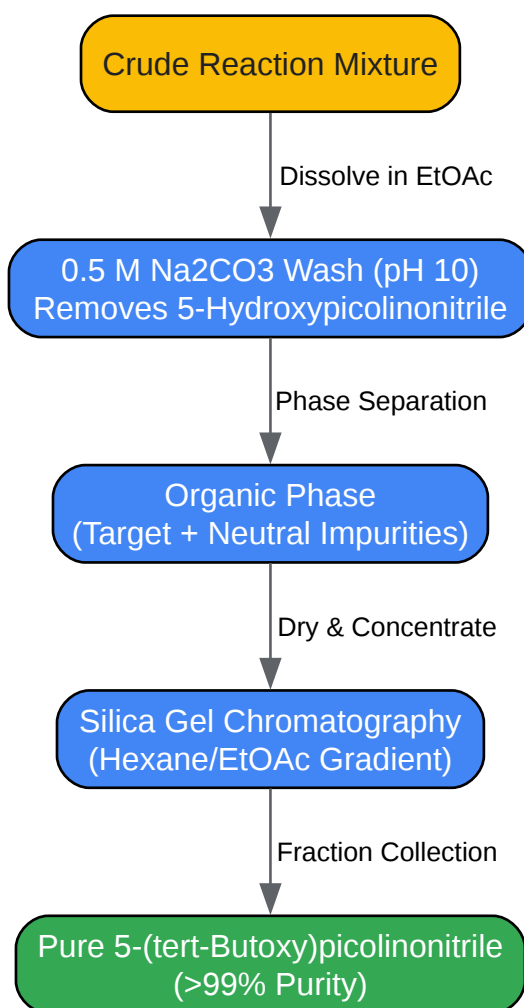 Crude Reaction Mixture
Dissolve in EtOAc
0.5 M Na2CO3 Wash (pH 10)
Removes 5-Hydroxypicolinonitrile
Phase Separation
Organic Phase
(Target + Neutral Impurities)
Dry & Concentrate
Silica Gel Chromatography
(Hexane/EtOAc Gradient)
Fraction Collection
Pure 5-(tert-Butoxy)picolinonitrile
(>99% Purity)